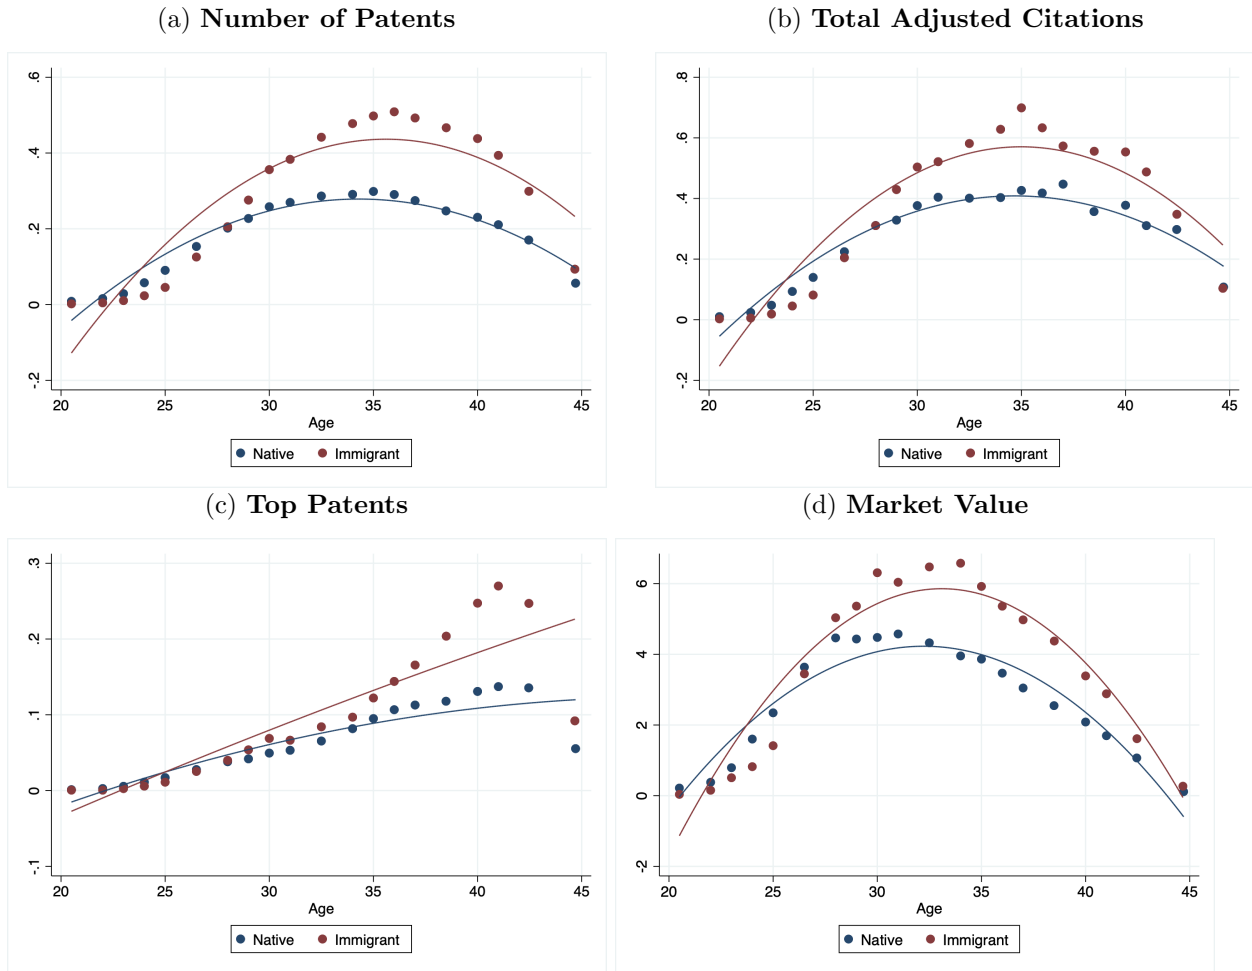 (a) Number of Patents
.6
.4
.2
0
-.2
20 25 30 35 40 45
Age
Native Immigrant
(b) Total Adjusted Citations
.8
.6
.4
.2
0
-.2
20 25 30 35 40 45
Age
Native Immigrant
(c) Top Patents
.3
.2
.1
0
-.1
20 25 30 35 40 45
Age
Native Immigrant
(d) Market Value
6
4
2
0
-2
20 25 30 35 40 45
Age
Native Immigrant